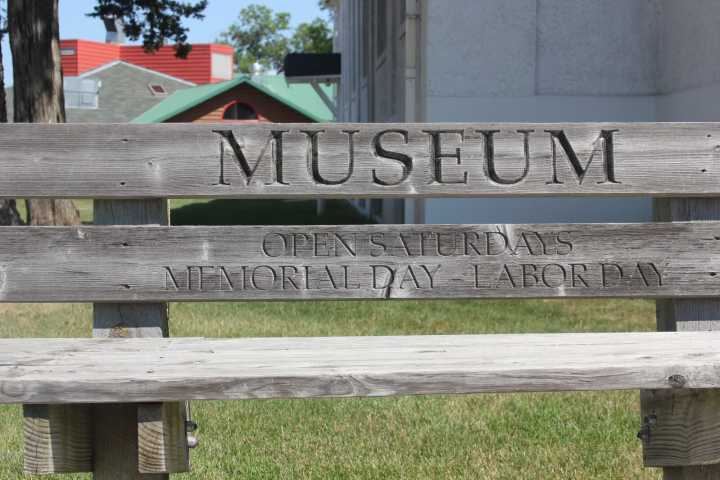 MUSEUM
OPEN SATURDAYS
MEMORIAL DAY - LABOR DAY